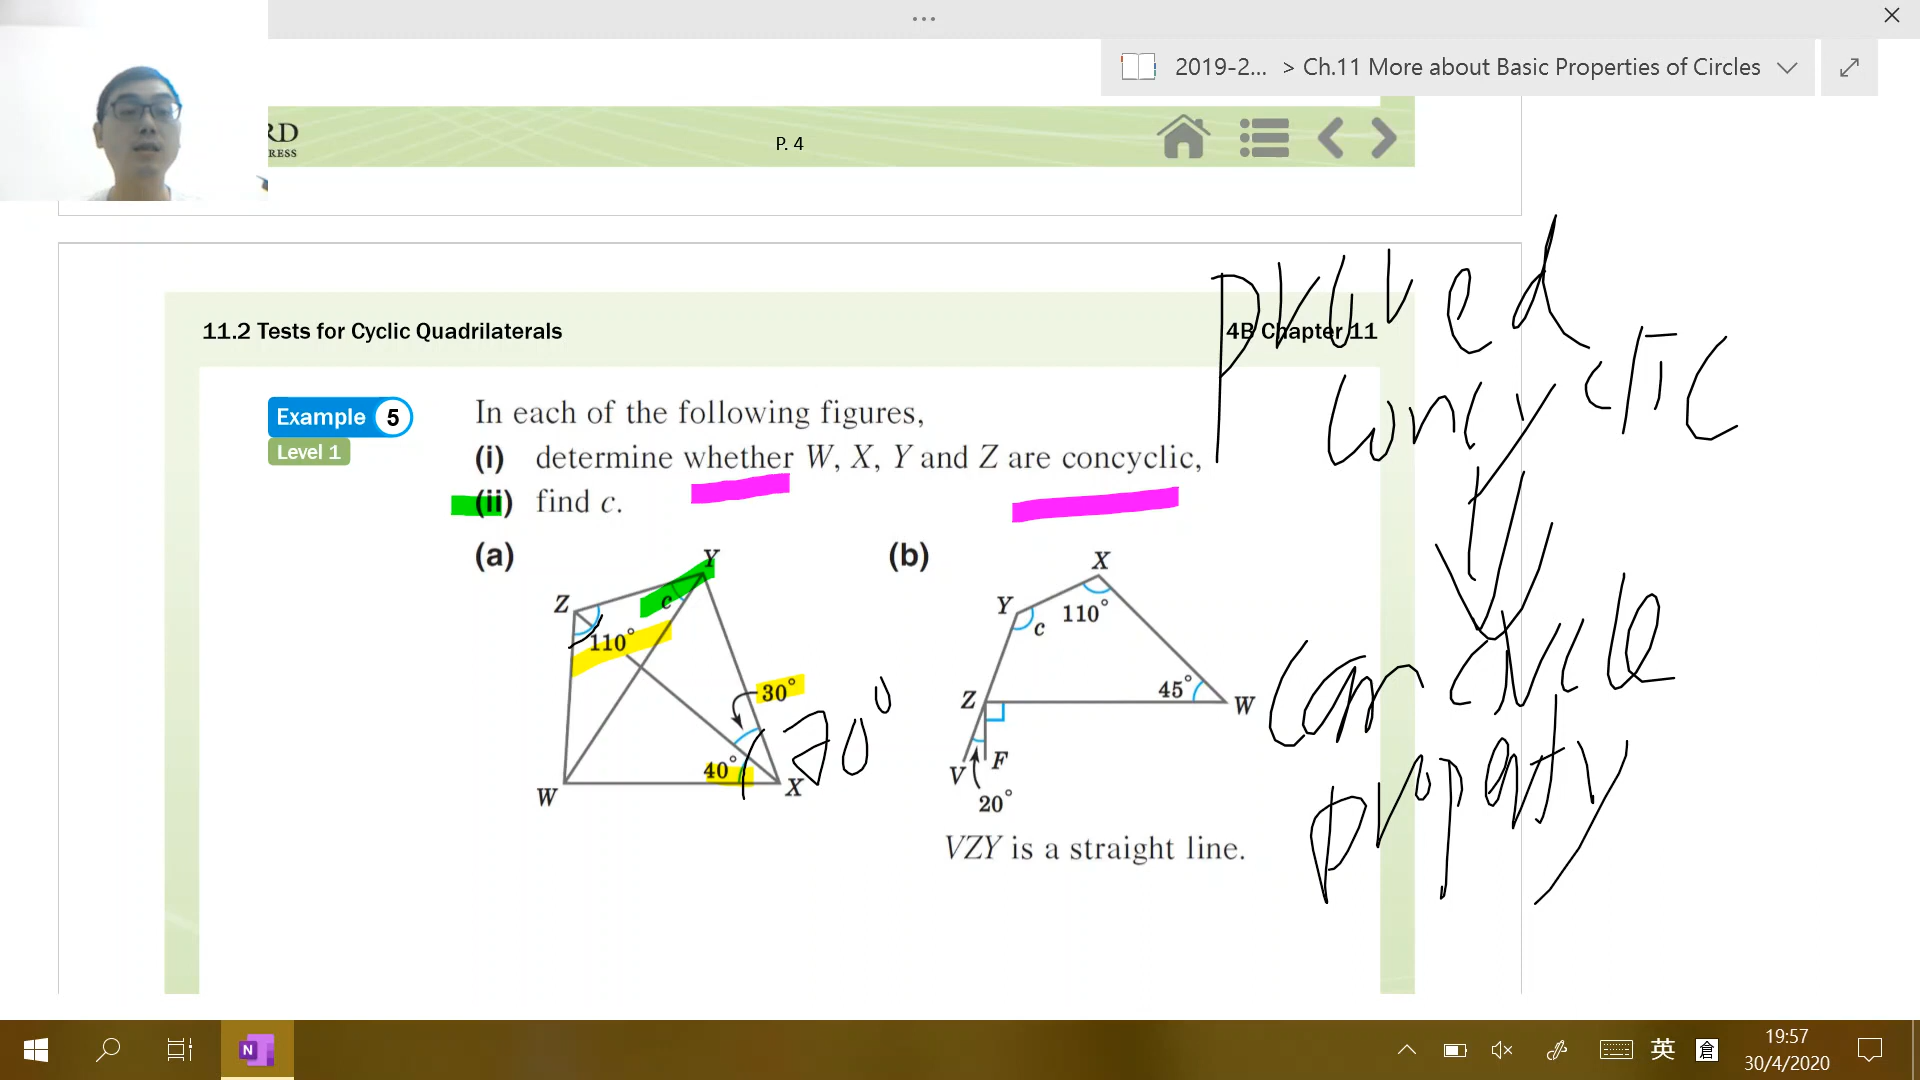 2019-2... > Ch.11 More about Basic Properties of Circles
RD
RESS
P. 4
11.2 Tests for Cyclic Quadrilaterals
4B Chapter 11
Example 5
Level 1
In each of the following figures,
(i) determine whether W, X, Y and Z are concyclic,
(ii) find c.
(a)
Y
Z
c
110°
30°
70°
40°
W
X
(b)
X
Y
110°
c
Z
45°
W
V
F
20°
VZY is a straight line.
proved
concyclic
can circle
property
N
英
倉
19:57
30/4/2020